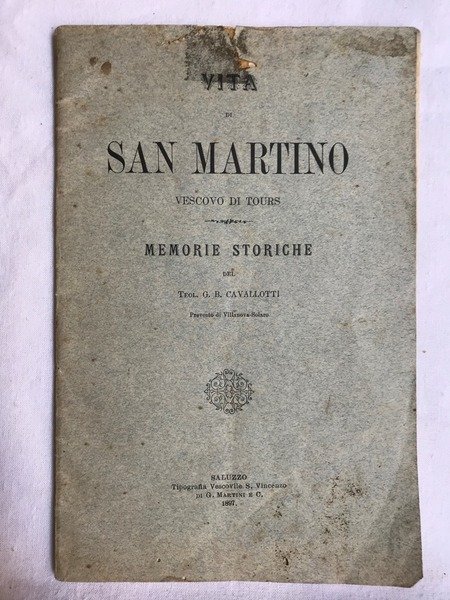 VITA
DI
SAN MARTINO
VESCOVO DI TOURS
MEMORIE STORICHE
DEL
TEOL. G. B. CAVALLOTTI
Prevosto di Villanova-Solaro
SALUZZO
Tipografia Vescovile S. Vincenzo
DI G. MARTINI E C.
1897.